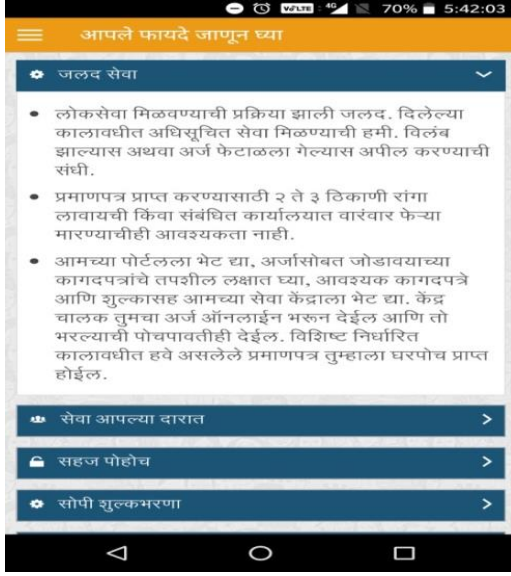 VoLTE 4G 70% 5:42:03
आपले फायदे जाणून घ्या
जलद सेवा
लोकसेवा मिळवण्याची प्रक्रिया झाली जलद. दिलेल्या
कालावधीत अधिसूचित सेवा मिळण्याची हमी. विलंब
झाल्यास अथवा अर्ज फेटाळला गेल्यास अपील करण्याची
संधी.
प्रमाणपत्र प्राप्त करण्यासाठी २ ते ३ ठिकाणी रांगा
लावायची किंवा संबंधित कार्यालयात वारंवार फेऱ्या
मारण्याचीही आवश्यकता नाही.
आमच्या पोर्टलला भेट द्या, अर्जासोबत जोडावयाच्या
कागदपत्रांचे तपशील लक्षात घ्या, आवश्यक कागदपत्रे
आणि शुल्कासह आमच्या सेवा केंद्राला भेट द्या. केंद्र
चालक तुमचा अर्ज ऑनलाईन भरून देईल आणि तो
भरल्याची पोचपावतीही देईल. विशिष्ट निर्धारित
कालावधीत हवे असलेले प्रमाणपत्र तुम्हाला घरपोच प्राप्त
होईल.
सेवा आपल्या दारात
सहज पोहोच
सोपी शुल्कभरणा